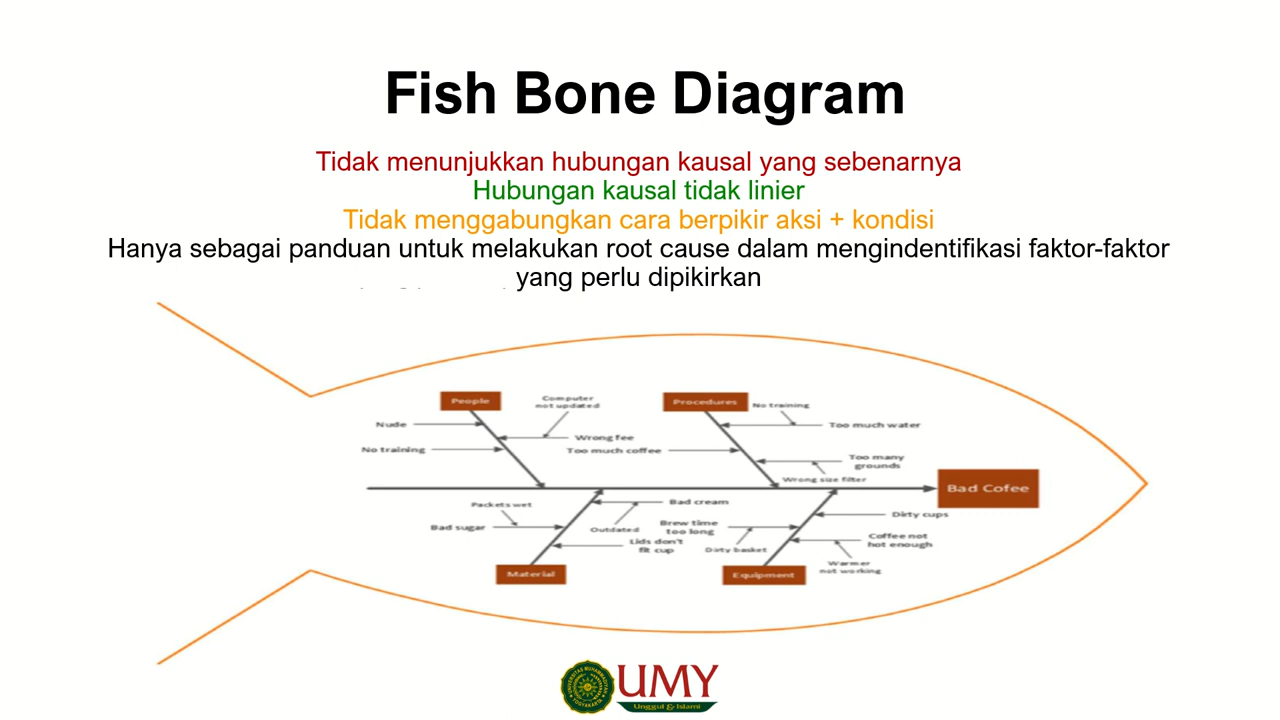 Fish Bone Diagram
Tidak menunjukkan hubungan kausal yang sebenarnya
Hubungan kausal tidak linier
Tidak menggabungkan cara berpikir aksi + kondisi
Hanya sebagai panduan untuk melakukan root cause dalam mengindentifikasi faktor-faktor
yang perlu dipikirkan
People
Computer
not updated
Nude
Wrong fee
No training
Procedures
No training
Too much water
Too much coffee
Too many
grounds
Wrong size filter
Bad Cofee
Packets wet
Bad cream
Bad sugar
Outdated
Lids don't
fit cup
Material
Dirty cups
Brew time
too long
Coffee not
hot enough
Dirty basket
Warmer
not working
Equipment
UNIVERSITAS MUHAMMADIYAH
YOGYAKARTA
UMY
Unggul & Islami